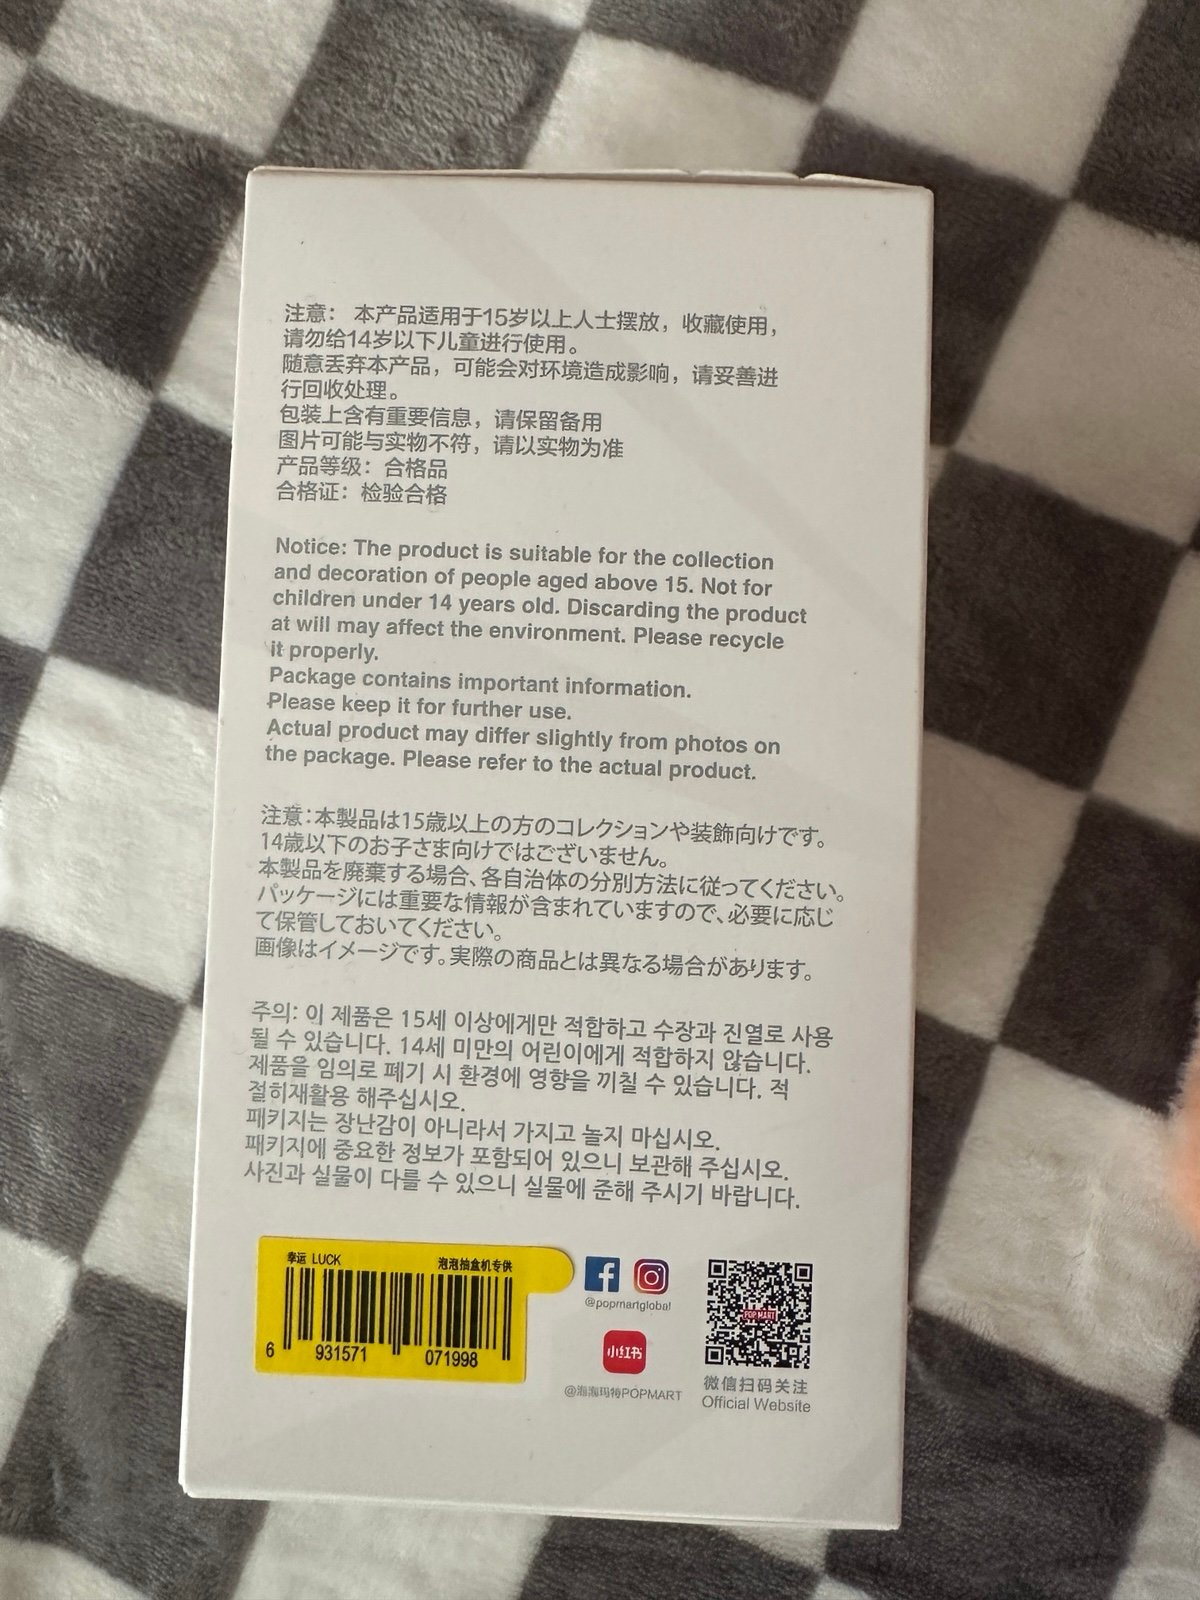 注意： 本产品适用于15岁以上人士摆放，收藏使用，
请勿给14岁以下儿童进行使用。
随意丢弃本产品，可能会对环境造成影响，请妥善进
行回收处理。
包装上含有重要信息，请保留备用
图片可能与实物不符，请以实物为准
产品等级：合格品
合格证：检验合格
Notice: The product is suitable for the collection
and decoration of people aged above 15. Not for
children under 14 years old. Discarding the product
at will may affect the environment. Please recycle
it properly.
Package contains important information.
Please keep it for further use.
Actual product may differ slightly from photos on
the package. Please refer to the actual product.
注意：本製品は15歳以上の方のコレクションや装飾向けです。
14歳以下のお子さま向けではございません。
本製品を廃棄する場合、各自治体の分別方法に従ってください。
パッケージには重要な情報が含まれていますので、必要に応じ
て保管しておいてください。
画像はイメージです。実際の商品とは異なる場合があります。
주의: 이 제품은 15세 이상에게만 적합하고 수장과 진열로 사용
될 수 있습니다. 14세 미만의 어린이에게 적합하지 않습니다.
제품을 임의로 폐기 시 환경에 영향을 끼칠 수 있습니다. 적
절히재활용 해주십시오.
패키지는 장난감이 아니라서 가지고 놀지 마십시오.
패키지에 중요한 정보가 포함되어 있으니 보관해 주십시오.
사진과 실물이 다를 수 있으니 실물에 준해 주시기 바랍니다.
幸运 LUCK 泡泡抽盒机专供
6 931571 071998
@popmartglobal
小红书
@泡泡玛特POPMART
POP MART
微信扫码关注
Official Website